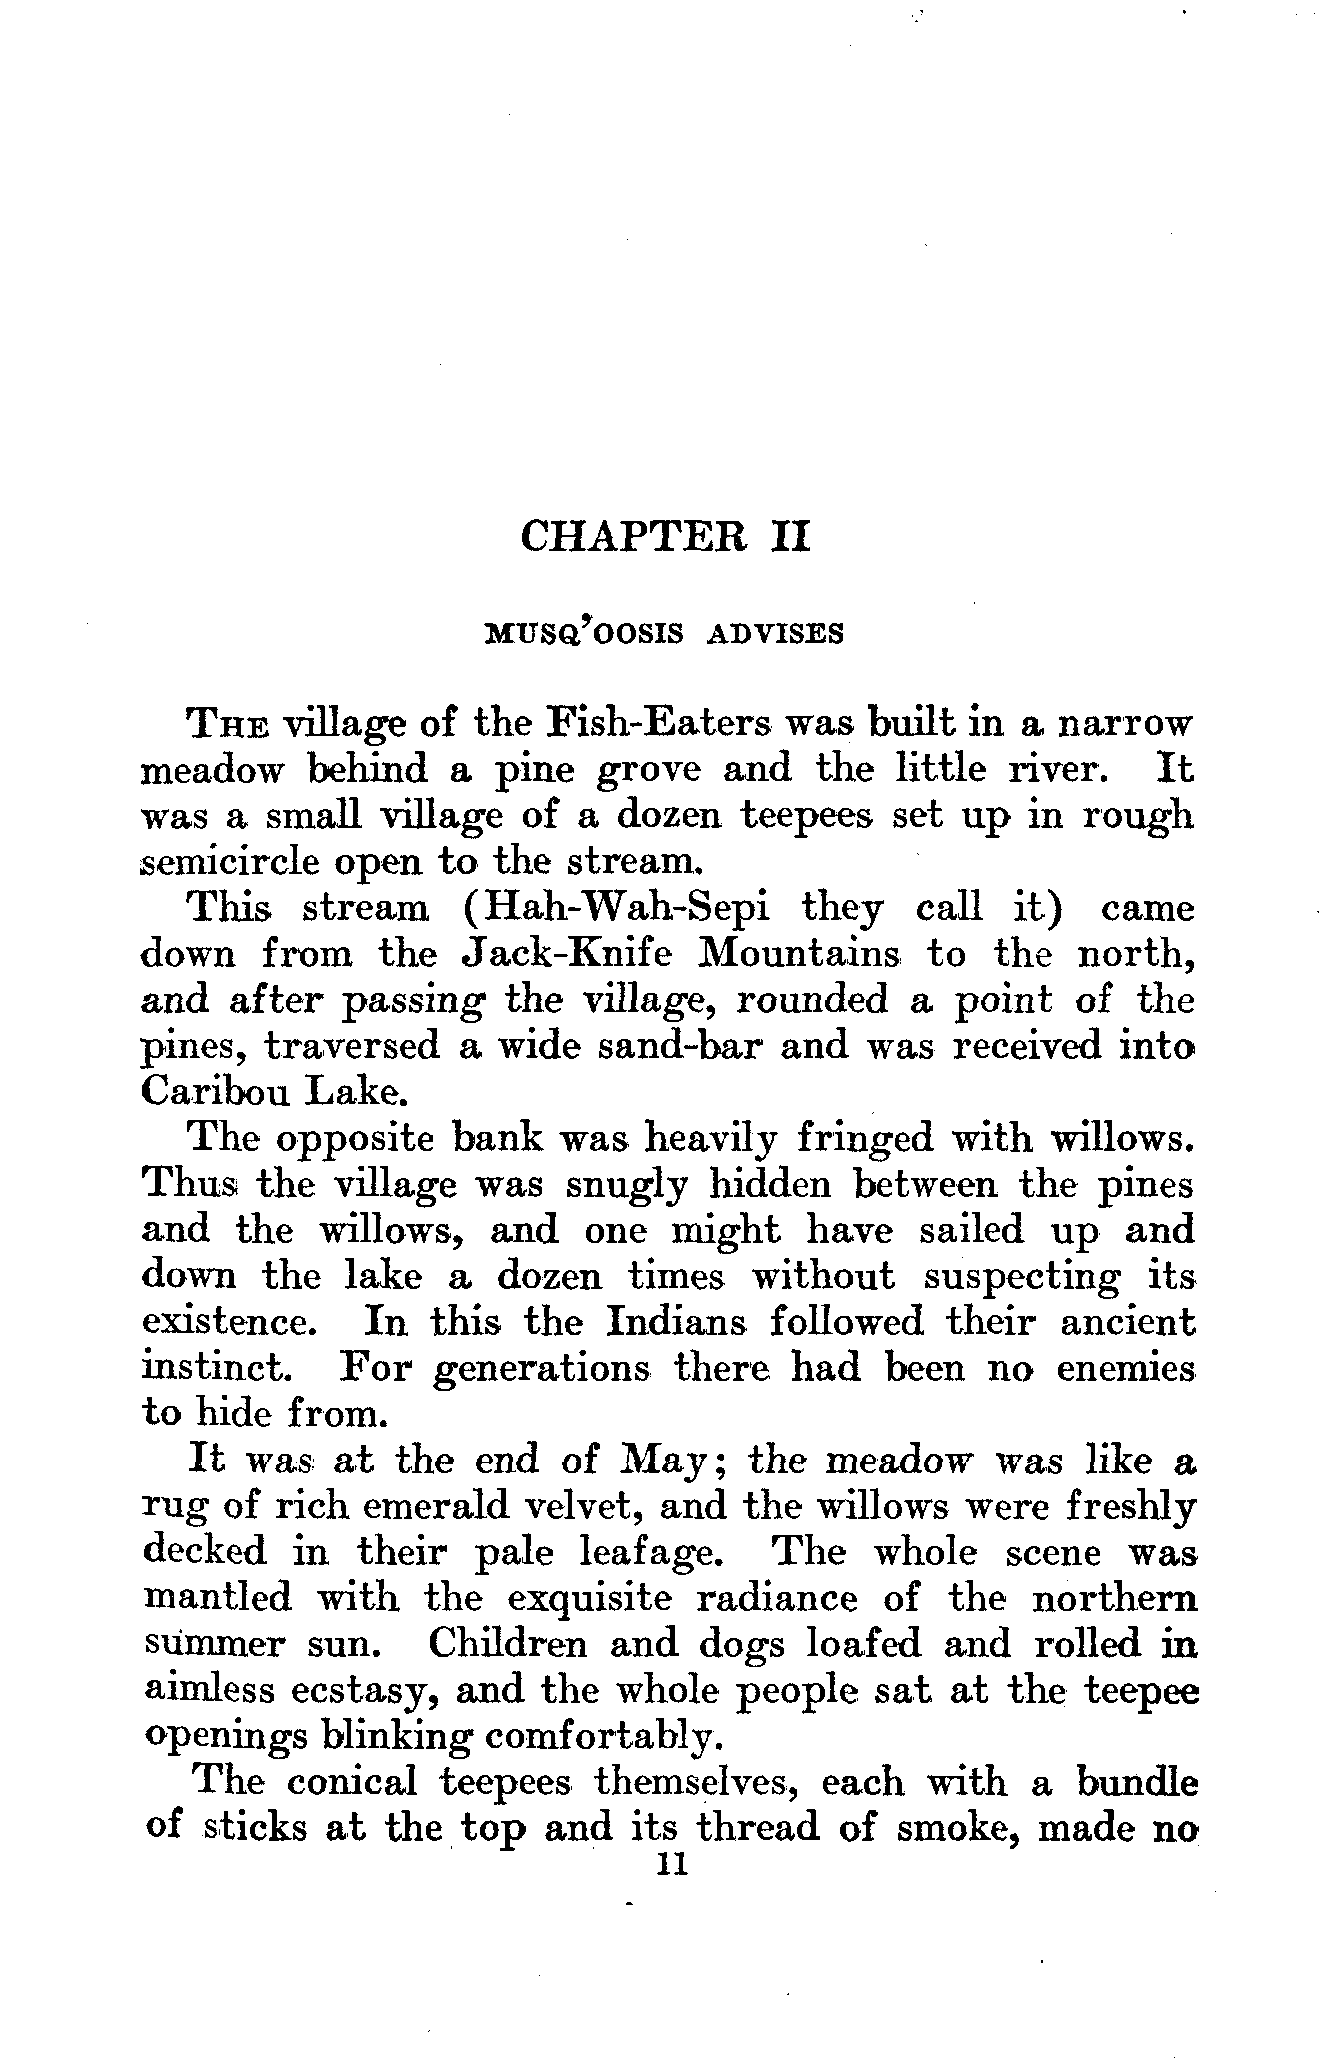 CHAPTER II
MUSQ'OOSIS ADVISES
THE village of the Fish-Eaters was built in a narrow
meadow behind a pine grove and the little river. It
was a small village of a dozen teepees set up in rough
semicircle open to the stream.
This stream (Hah-Wah-Sepi they call it) came
down from the Jack-Knife Mountains to the north,
and after passing the village, rounded a point of the
pines, traversed a wide sand-bar and was received into
Caribou Lake.
The opposite bank was heavily fringed with willows.
Thus the village was snugly hidden between the pines
and the willows, and one might have sailed up and
down the lake a dozen times without suspecting its
existence. In this the Indians followed their ancient
instinct. For generations there had been no enemies
to hide from.
It was at the end of May; the meadow was like a
rug of rich emerald velvet, and the willows were freshly
decked in their pale leafage. The whole scene was
mantled with the exquisite radiance of the northern
summer sun. Children and dogs loafed and rolled in
aimless ecstasy, and the whole people sat at the teepee
openings blinking comfortably.
The conical teepees themselves, each with a bundle
of sticks at the top and its thread of smoke, made no
11